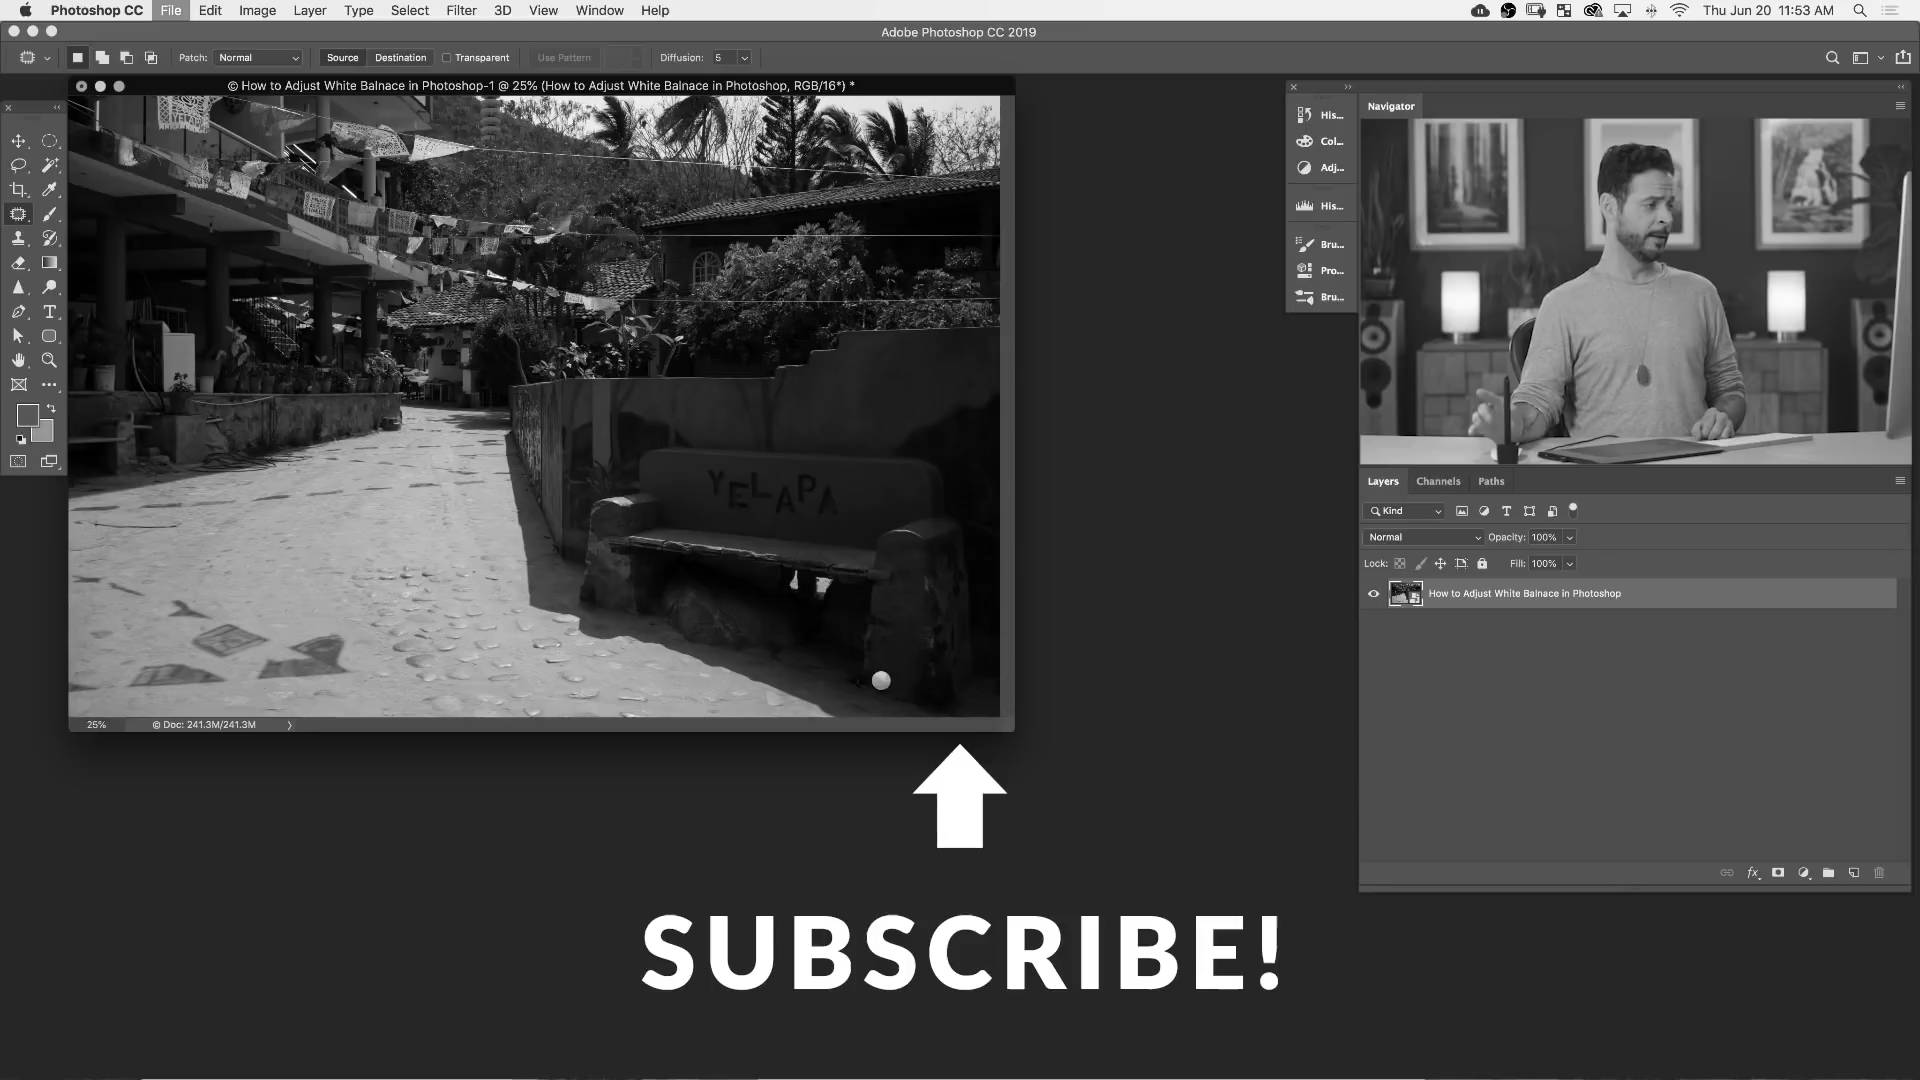 Photoshop CC File Edit Image Layer Type Select Filter 3D View Window Help Thu Jun 20 11:53 AM
Adobe Photoshop CC 2019
Patch: Normal Source Destination Transparent Use Pattern Diffusion: 5
© How to Adjust White Balnace in Photoshop-1 @ 25% (How to Adjust White Balnace in Photoshop, RGB/16*) *
His...
Col...
Adj...
His...
Bru...
Pro...
Bru...
Navigator
YELAPA
25% © Doc: 241.3M/241.3M
Layers Channels Paths
Kind
Normal Opacity: 100%
Lock: Fill: 100%
How to Adjust White Balnace in Photoshop
fx
SUBSCRIBE!